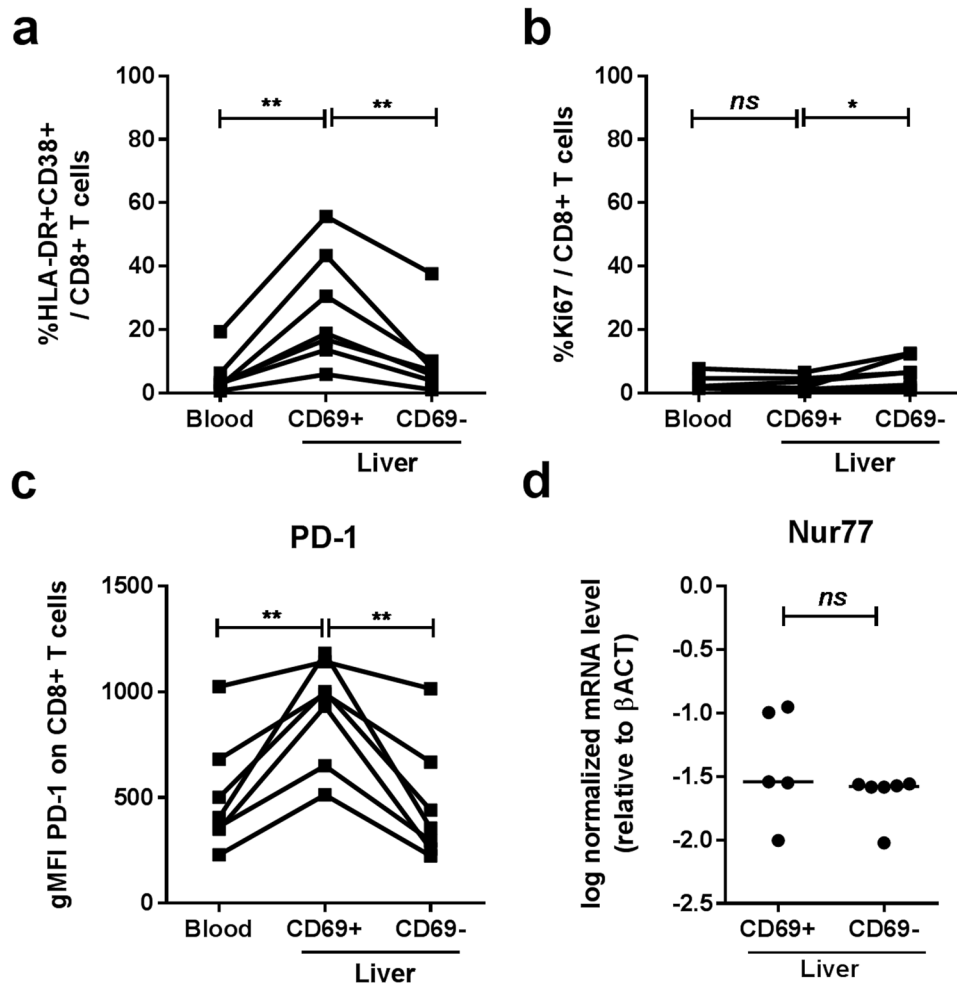 a
%HLA-DR+CD38+
/ CD8+ T cells
100
80
60
40
20
0
**
**
Blood
CD69+
CD69-
Liver
b
%Ki67 / CD8+ T cells
100
80
60
40
20
0
ns
*
Blood
CD69+
CD69-
Liver
c
PD-1
gMFI PD-1 on CD8+ T cells
1500
1000
500
0
**
**
Blood
CD69+
CD69-
Liver
d
Nur77
log normalized mRNA level
(relative to βACT)
0.0
-0.5
-1.0
-1.5
-2.0
-2.5
ns
CD69+
CD69-
Liver